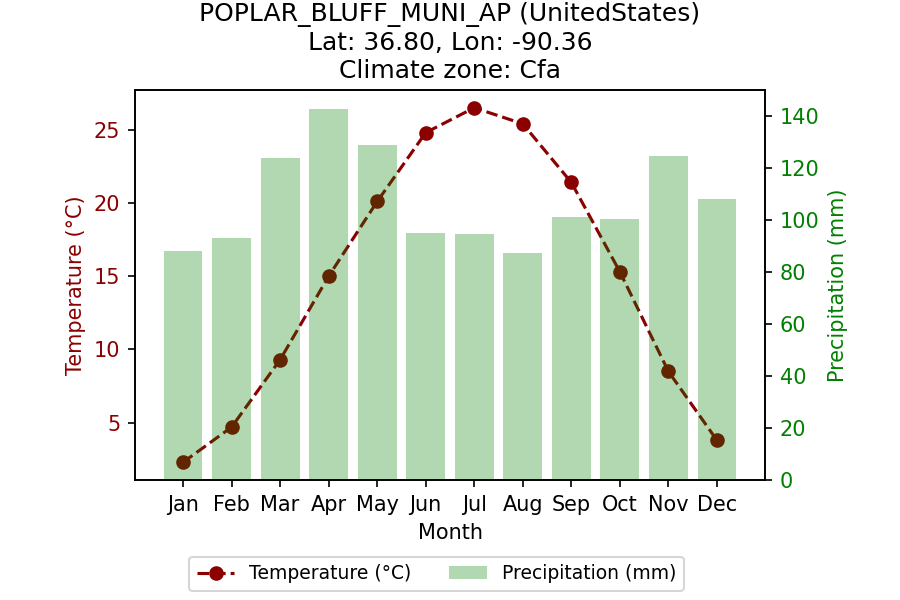 POPLAR_BLUFF_MUNI_AP (UnitedStates)
Lat: 36.80, Lon: -90.36
Climate zone: Cfa
Temperature (°C)
25
20
15
10
5
Precipitation (mm)
140
120
100
80
60
40
20
0
Jan Feb Mar Apr May Jun Jul Aug Sep Oct Nov Dec
Month
Temperature (°C) Precipitation (mm)